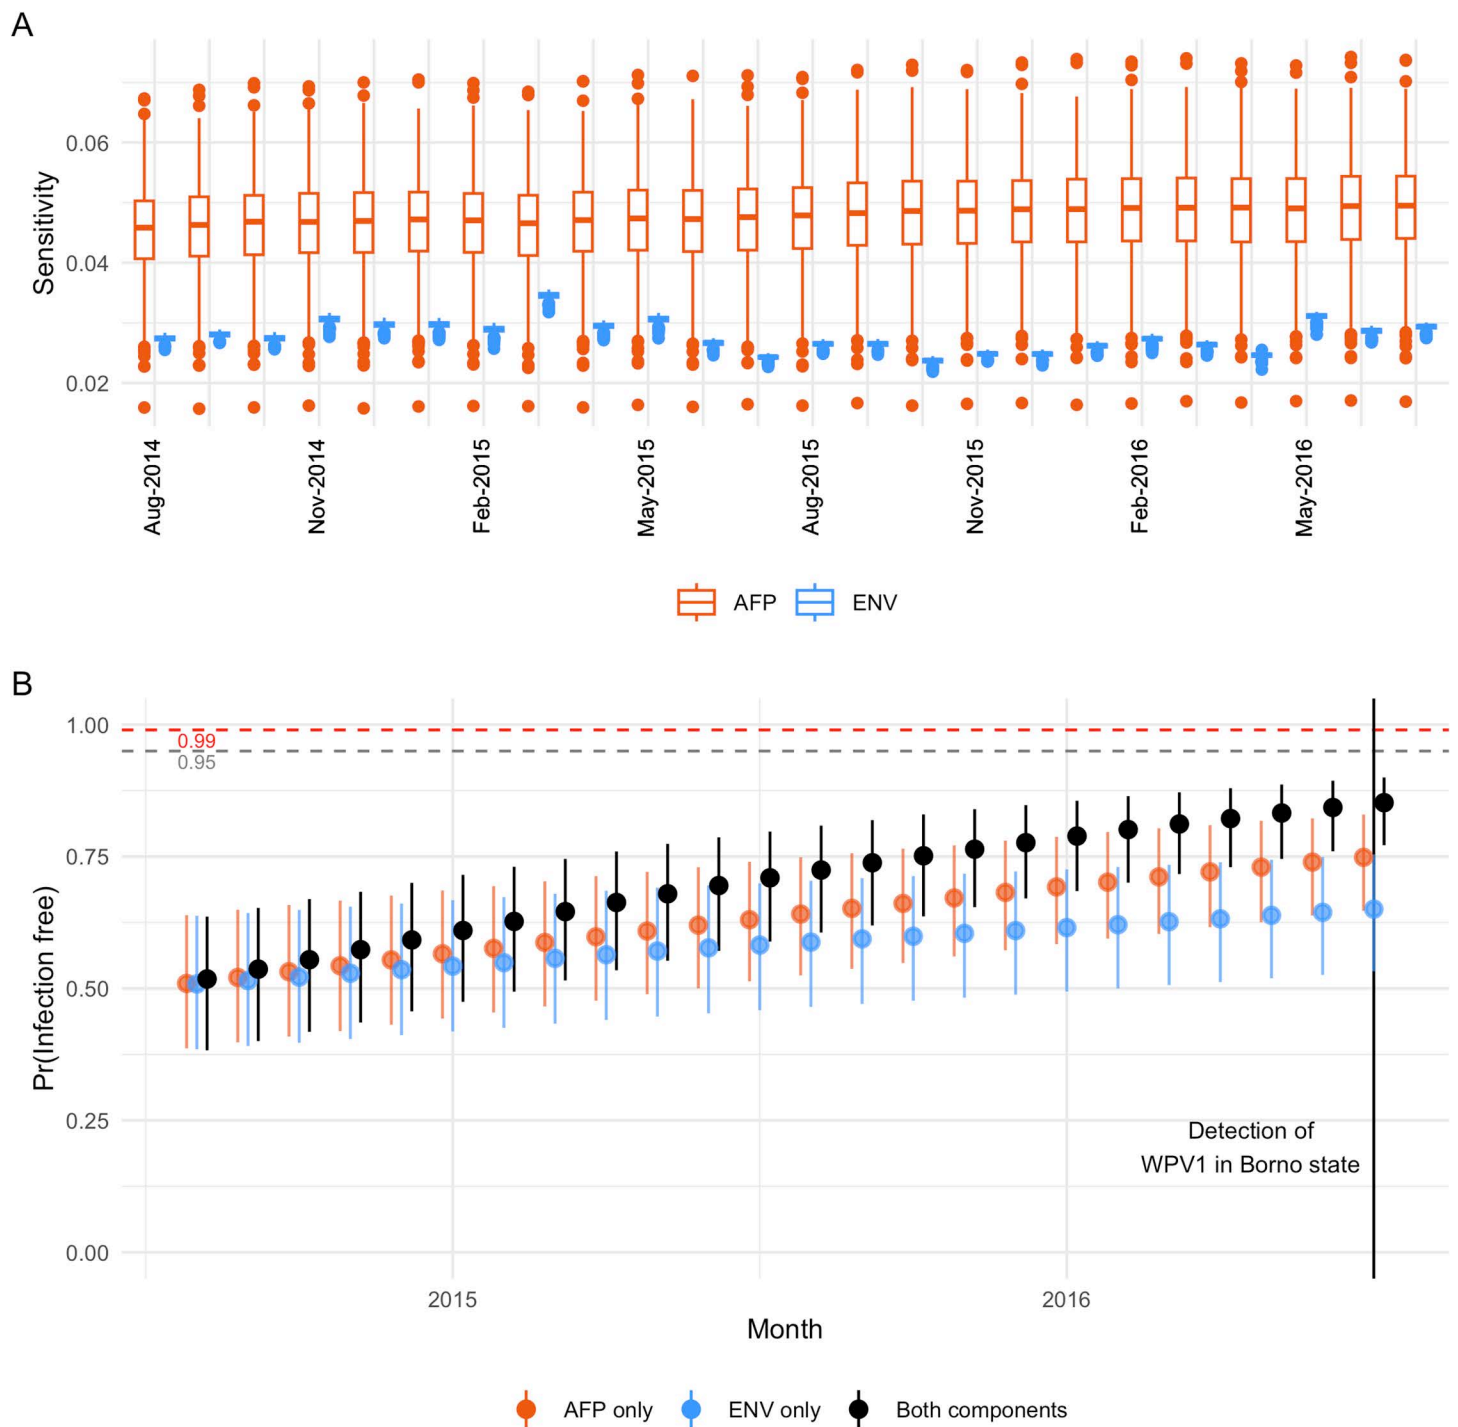 A
Sensitivity
0.06
0.04
0.02
Aug-2014
Nov-2014
Feb-2015
May-2015
Aug-2015
Nov-2015
Feb-2016
May-2016
AFP
ENV
B
Pr(Infection free)
1.00
0.75
0.50
0.25
0.00
0.99
0.95
Detection of
WPV1 in Borno state
2015
2016
Month
AFP only
ENV only
Both components